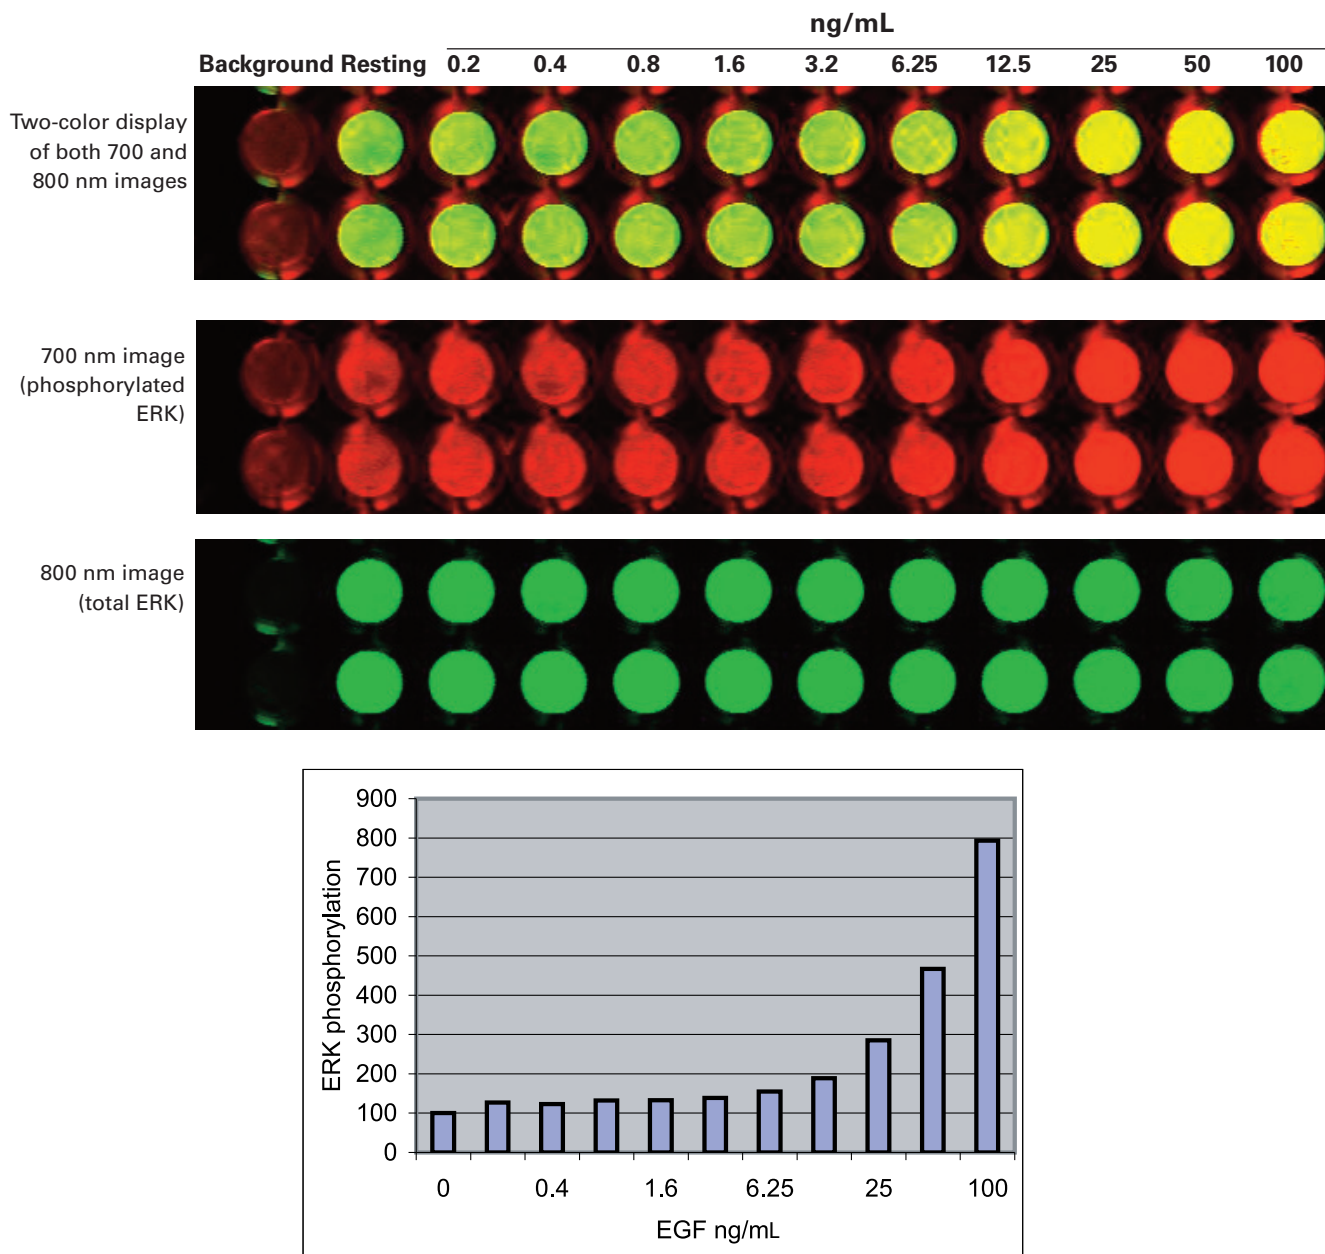 ng/mL
Background Resting 0.2 0.4 0.8 1.6 3.2 6.25 12.5 25 50 100
Two-color display
of both 700 and
800 nm images
700 nm image
(phosphorylated
ERK)
800 nm image
(total ERK)
900
800
700
600
500
400
300
200
100
0
ERK phosphorylation
0 0.4 1.6 6.25 25 100
EGF ng/mL